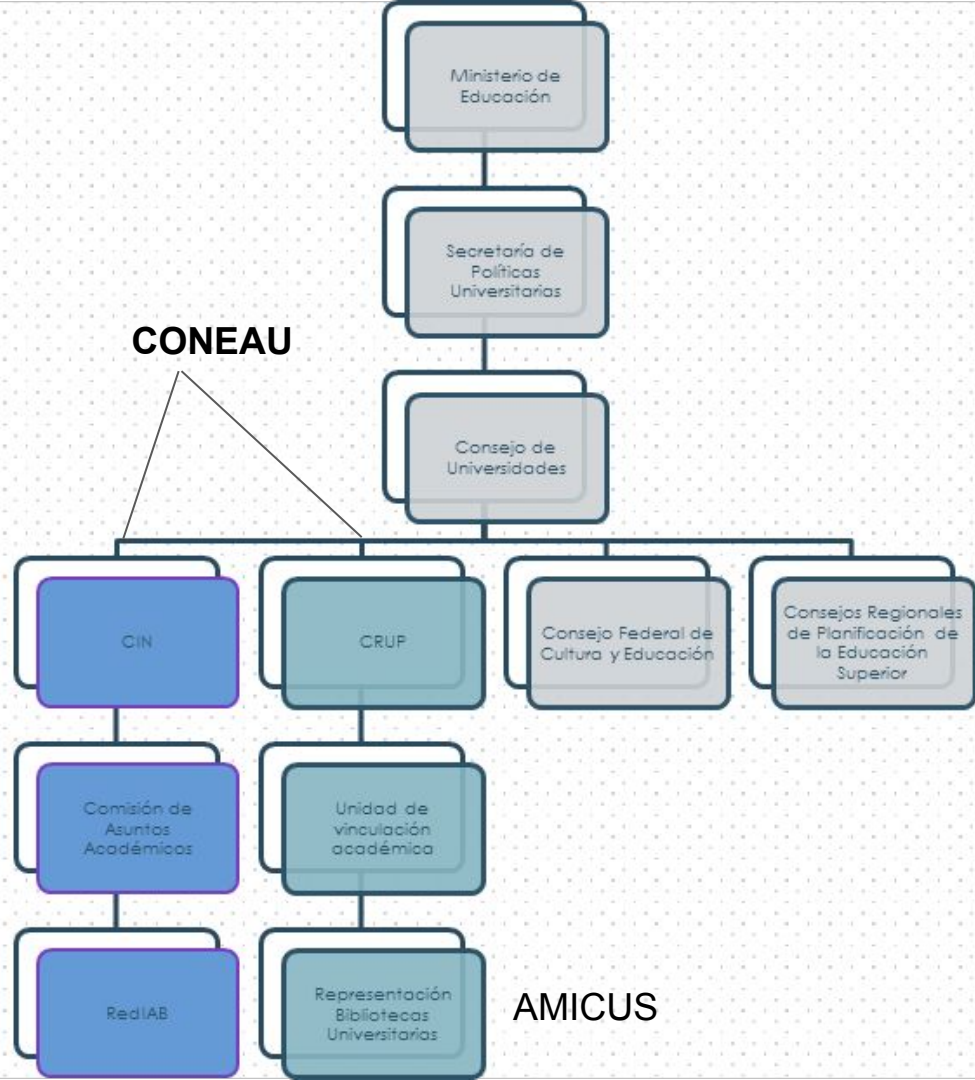 Ministerio de
Educación
Secretaría de
Políticas
Universitarias
CONEAU
Consejo de
Universidades
CIN
CRUP
Consejo Federal de
Cultura y Educación
Consejos Regionales
de Planificación de
la Educación
Superior
Comisión de
Asuntos
Académicos
Unidad de
vinculación
académica
RedIAB
Representación
Bibliotecas
Universitarias
AMICUS